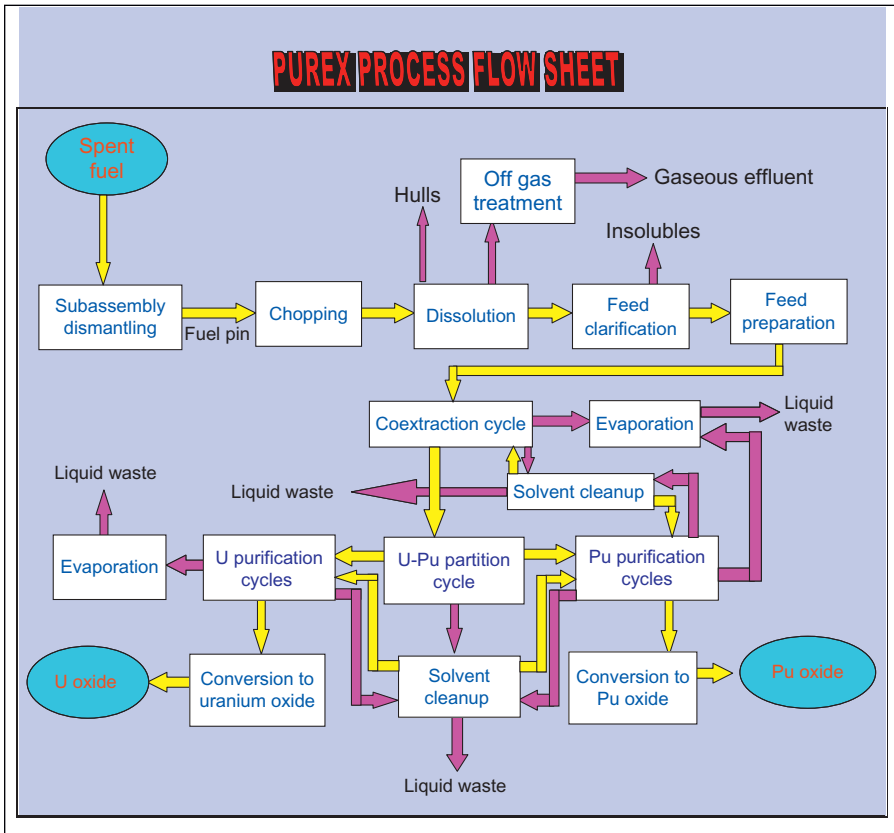 PUREX PROCESS FLOW SHEET
Spent
fuel
Off gas
treatment
Gaseous effluent
Hulls
Insolubles
Subassembly
dismantling
Fuel pin
Chopping
Dissolution
Feed
clarification
Feed
preparation
Coextraction cycle
Evaporation
Liquid
waste
Liquid waste
Liquid waste
Solvent cleanup
Evaporation
U purification
cycles
U-Pu partition
cycle
Pu purification
cycles
U oxide
Conversion to
uranium oxide
Solvent
cleanup
Conversion to
Pu oxide
Pu oxide
Liquid waste